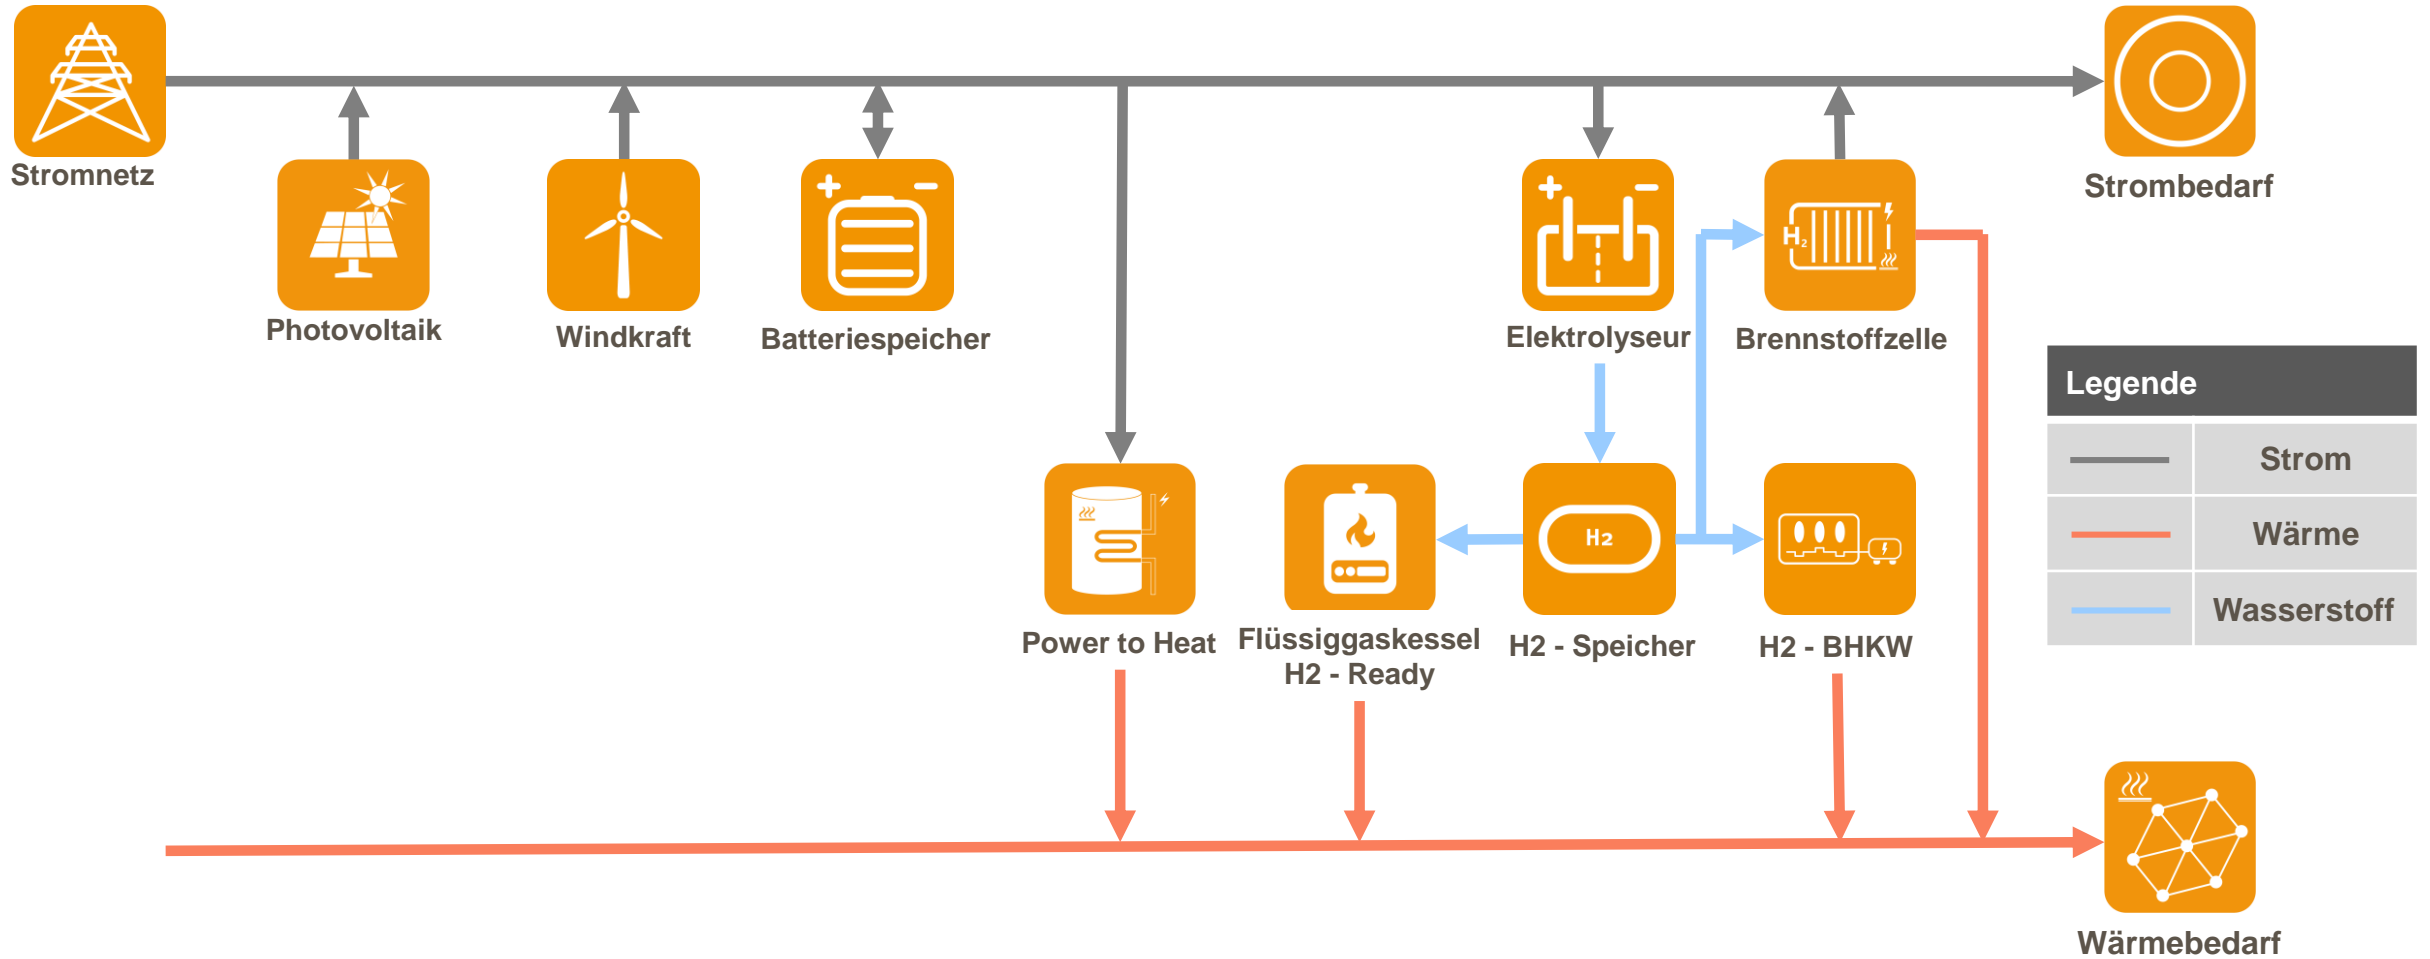 Stromnetz
Strombedarf
Photovoltaik
Windkraft
Batteriespeicher
Elektrolyseur
H2
Brennstoffzelle
Legende
Strom
Wärme
Wasserstoff
H2
Power to Heat
Flüssiggaskessel
H2 - Ready
H2 - Speicher
H2 - BHKW
Wärmebedarf